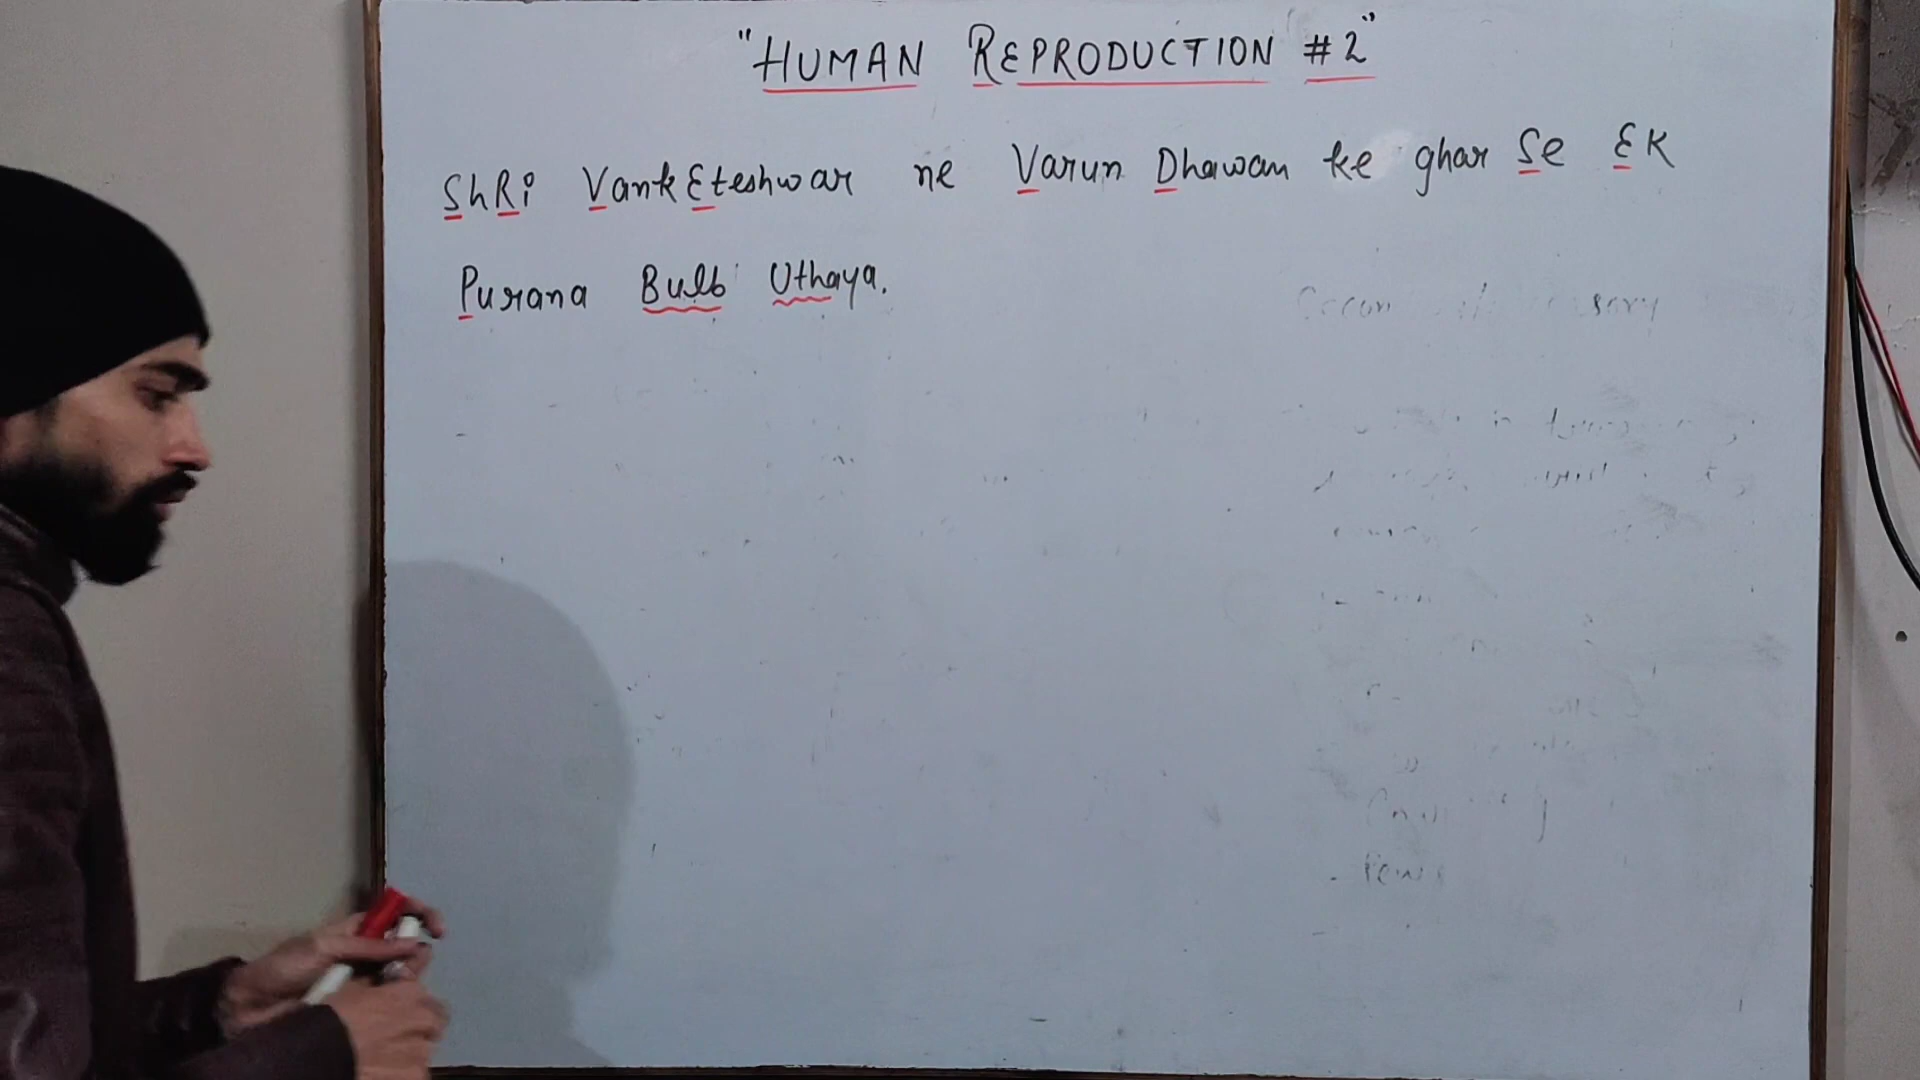 "HUMAN REPRODUCTION #2"
ShRi VankEteshwar ne Varun Dhawan ke ghar Se EK
Purana Bulb Uthaya.